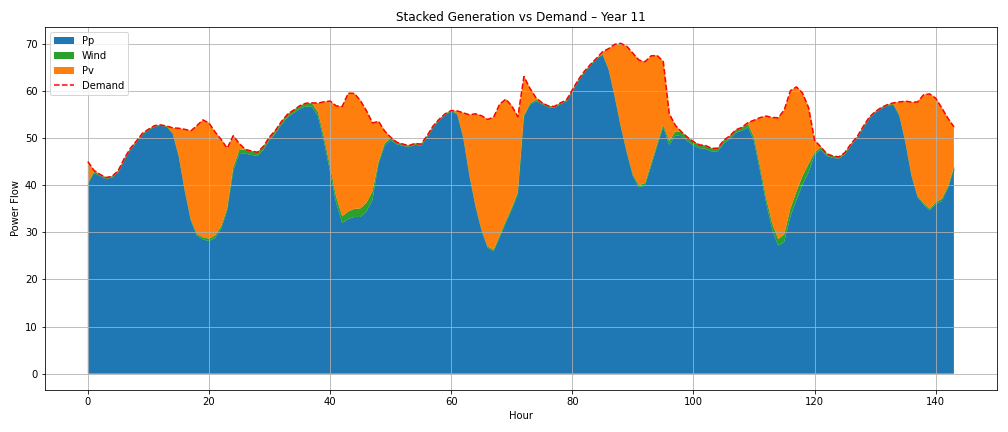 Stacked Generation vs Demand – Year 11
Pp
Wind
Pv
Demand
Power Flow
70
60
50
40
30
20
10
0
0 20 40 60 80 100 120 140
Hour